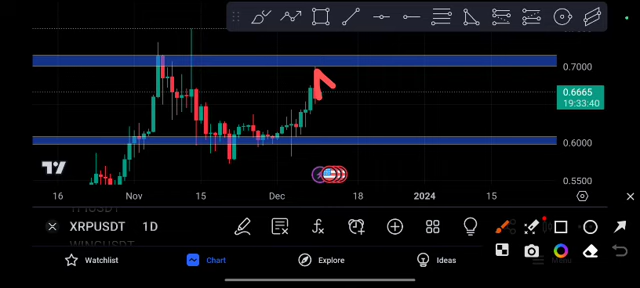 0.7000
0.6665
19:33:40
0.6000
0.5500
16 Nov 15 Dec 18 2024 15
XRPUSDT 1D
Watchlist Chart Explore Ideas